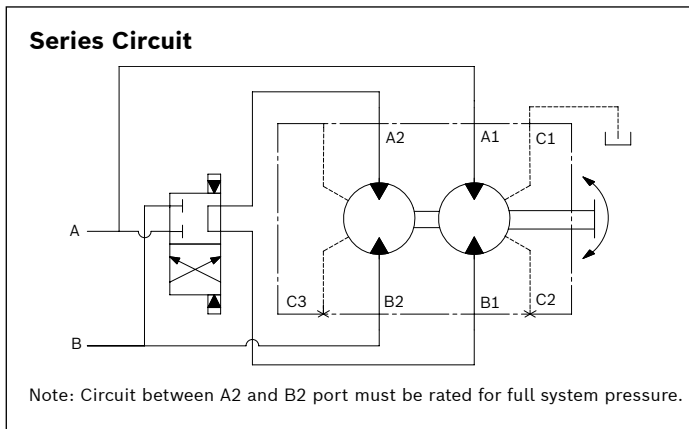 Series Circuit
A2
A1
C1
A
C3
B2
B1
C2
B
Note: Circuit between A2 and B2 port must be rated for full system pressure.